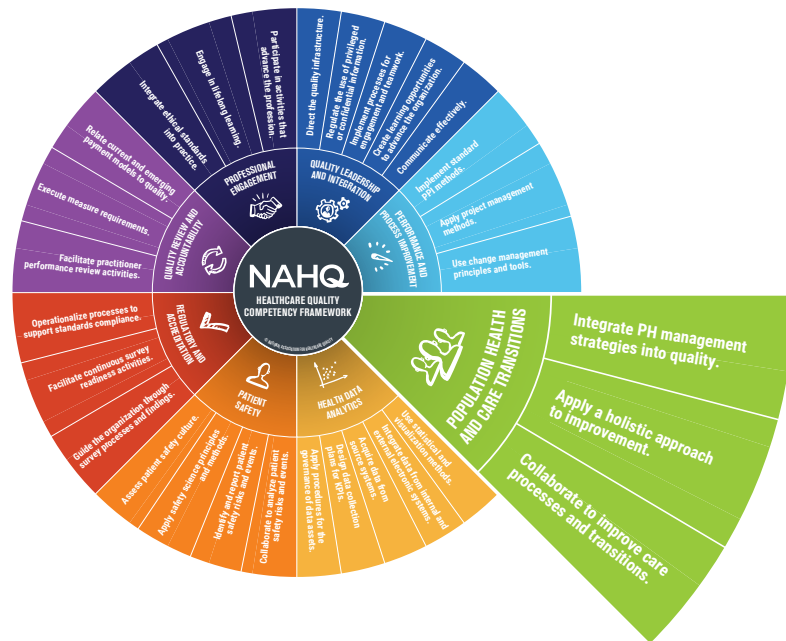 NAHQ
HEALTHCARE QUALITY
COMPETENCY FRAMEWORK
PROFESSIONAL
ENGAGEMENT
Integrate ethical standards
into practice.
Engage in lifelong learning.
Participate in activities that
advance the profession.
QUALITY LEADERSHIP
AND INTEGRATION
Direct the quality infrastructure.
Regulate the use of privileged
or confidential information.
Implement processes for
engagement and teamwork.
Create learning opportunities
to advance the organization.
Communicate effectively.
PERFORMANCE AND
PROCESS IMPROVEMENT
Implement standard
PPI methods.
Apply project management
methods.
Use change management
principles and tools.
POPULATION HEALTH
AND CARE TRANSITIONS
Integrate PH management
strategies into quality.
Apply a holistic approach
to improvement.
Collaborate to improve care
processes and transitions.
HEALTH DATA
ANALYTICS
Use statistical and
visualization methods.
Integrate data from internal and
external electronic systems.
Acquire data from
source systems.
Design data collection
plans for KPIs.
Apply procedures for the
governance of data assets.
PATIENT
SAFETY
Collaborate to analyze patient
safety risks and events.
Identify and report patient
safety risks and events.
Apply safety science principles
and methods.
Assess patient safety culture.
REGULATORY AND
ACCREDITATION
Guide the organization through
survey processes and findings.
Facilitate continuous survey
readiness activities.
Operationalize processes to
support standards compliance.
QUALITY REVIEW AND
ACCOUNTABILITY
Facilitate practitioner
performance review activities.
Execute measure requirements.
Relate current and emerging
payment models to quality.